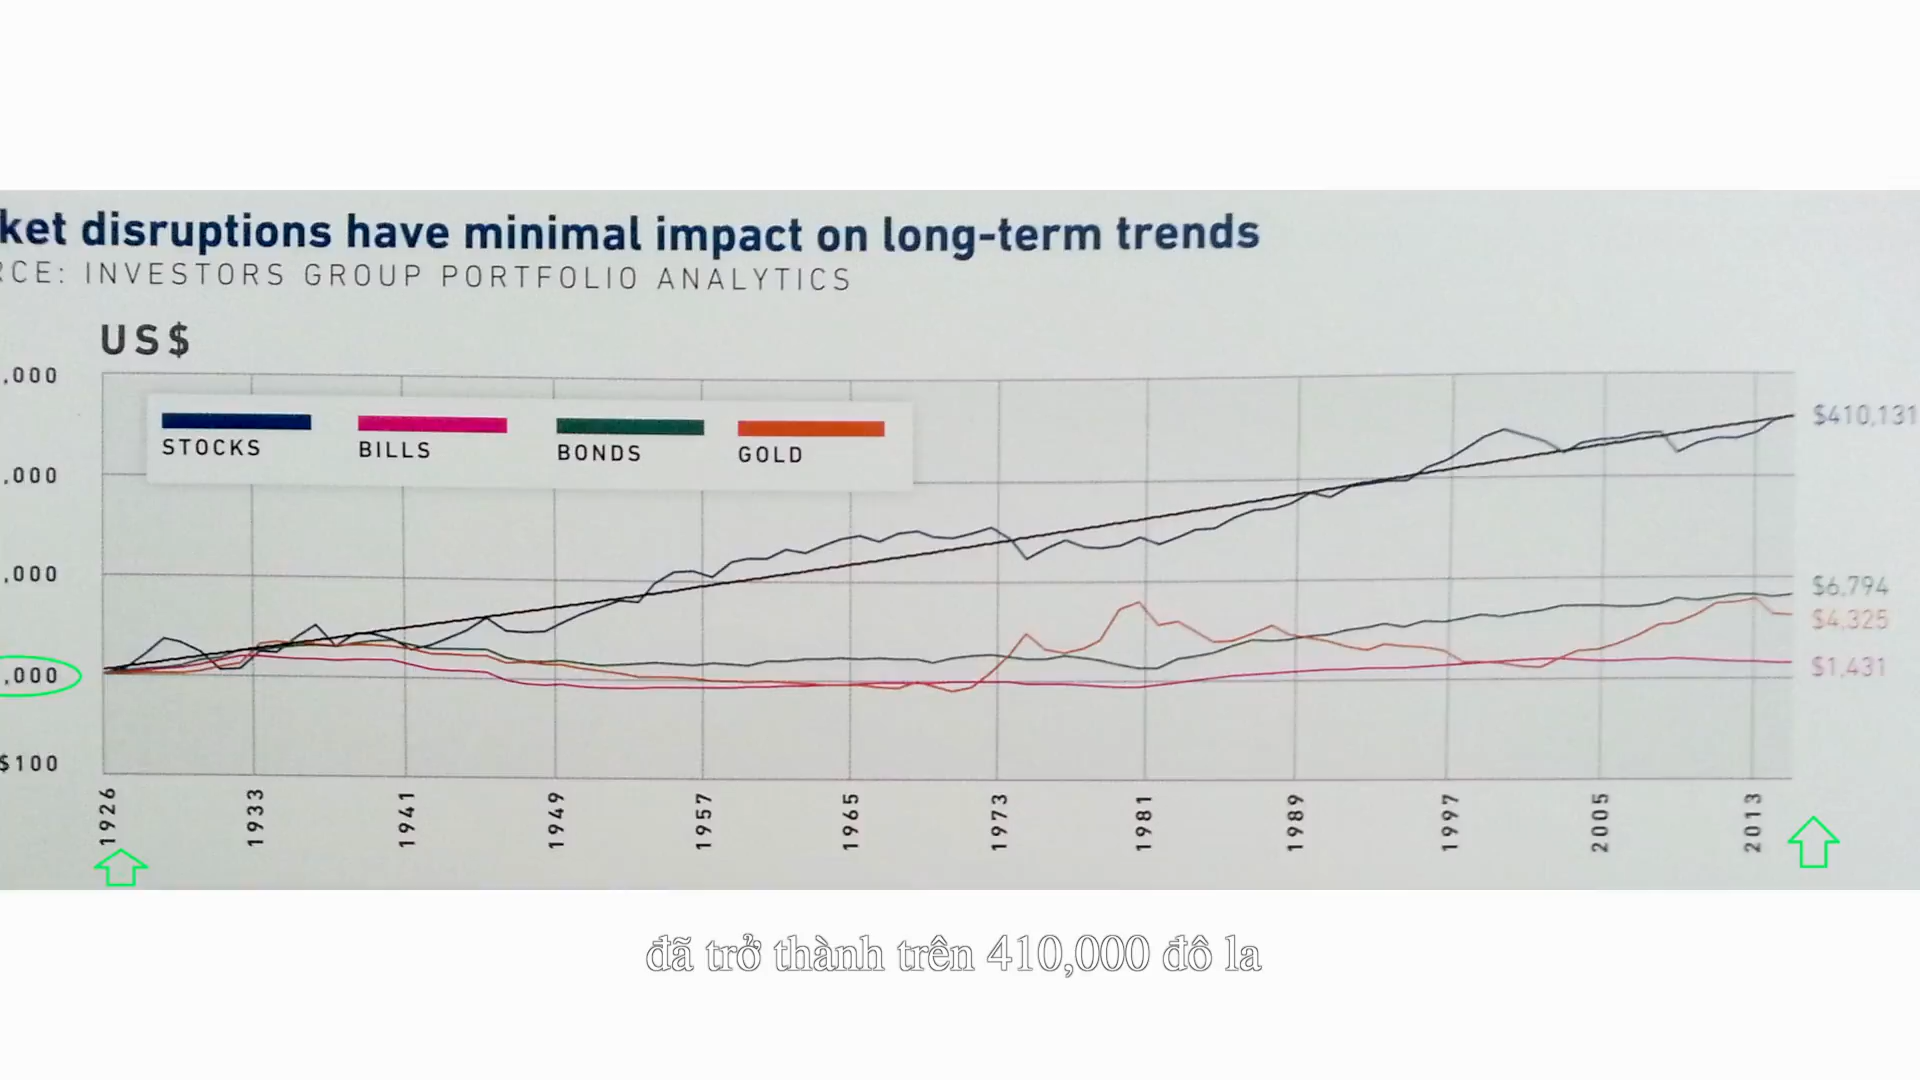 ket disruptions have minimal impact on long-term trends
RCE: INVESTORS GROUP PORTFOLIO ANALYTICS
US$
,000
STOCKS BILLS BONDS GOLD
$410,131
,000
,000
$6,794
$4,325
$1,431
,000
$100
1926 1933 1941 1949 1957 1965 1973 1981 1989 1997 2005 2013
đã trở thành trên 410,000 đô la